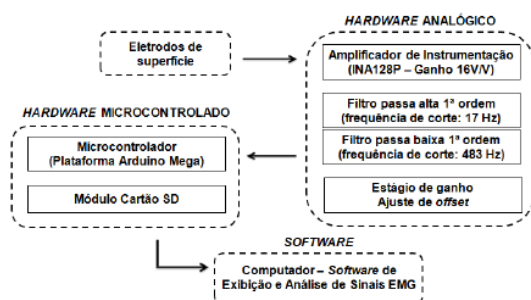 Eletrodos de
superfície
HARDWARE ANALÓGICO
Amplificador de Instrumentação
(INA128P – Ganho 16V/V)
Filtro passa alta 1ª ordem
(frequência de corte: 17 Hz)
Filtro passa baixa 1ª ordem
(frequência de corte: 483 Hz)
Estágio de ganho
Ajuste de offset
HARDWARE MICROCONTROLADO
Microcontrolador
(Plataforma Arduino Mega)
Módulo Cartão SD
SOFTWARE
Computador – Software de
Exibição e Análise de Sinais EMG